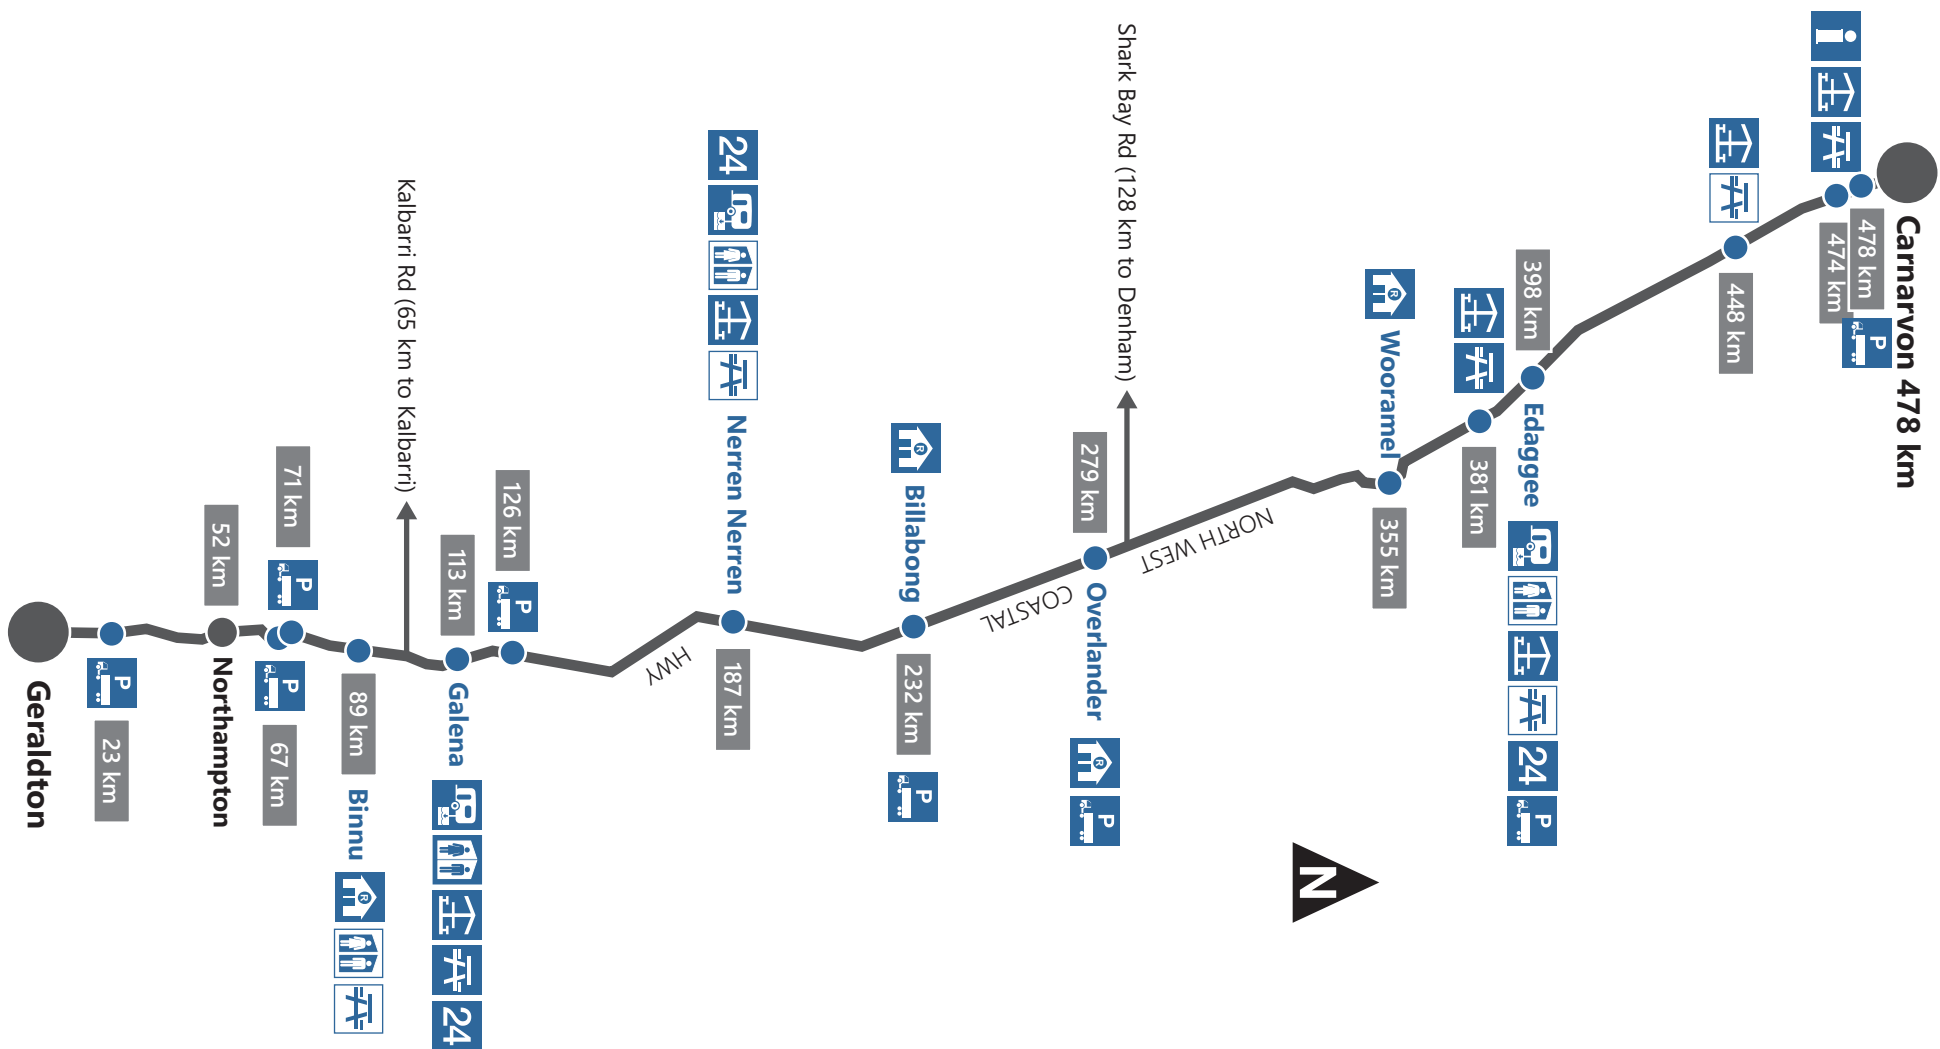 Carnarvon 478 km
i
478 km
474 km
P
448 km
398 km
Edaggee
24
P
381 km
Wooramel
355 km
Shark Bay Rd (128 km to Denham)
NORTH WEST
COASTAL
HWY
279 km
Overlander
R
P
R
Billabong
232 km
P
24
Nerren Nerren
187 km
126 km
P
113 km
Galena
24
Kalbarri Rd (65 km to Kalbarri)
89 km
Binnu
R
71 km
P
P
67 km
52 km
Northampton
P
23 km
Geraldton
R
N